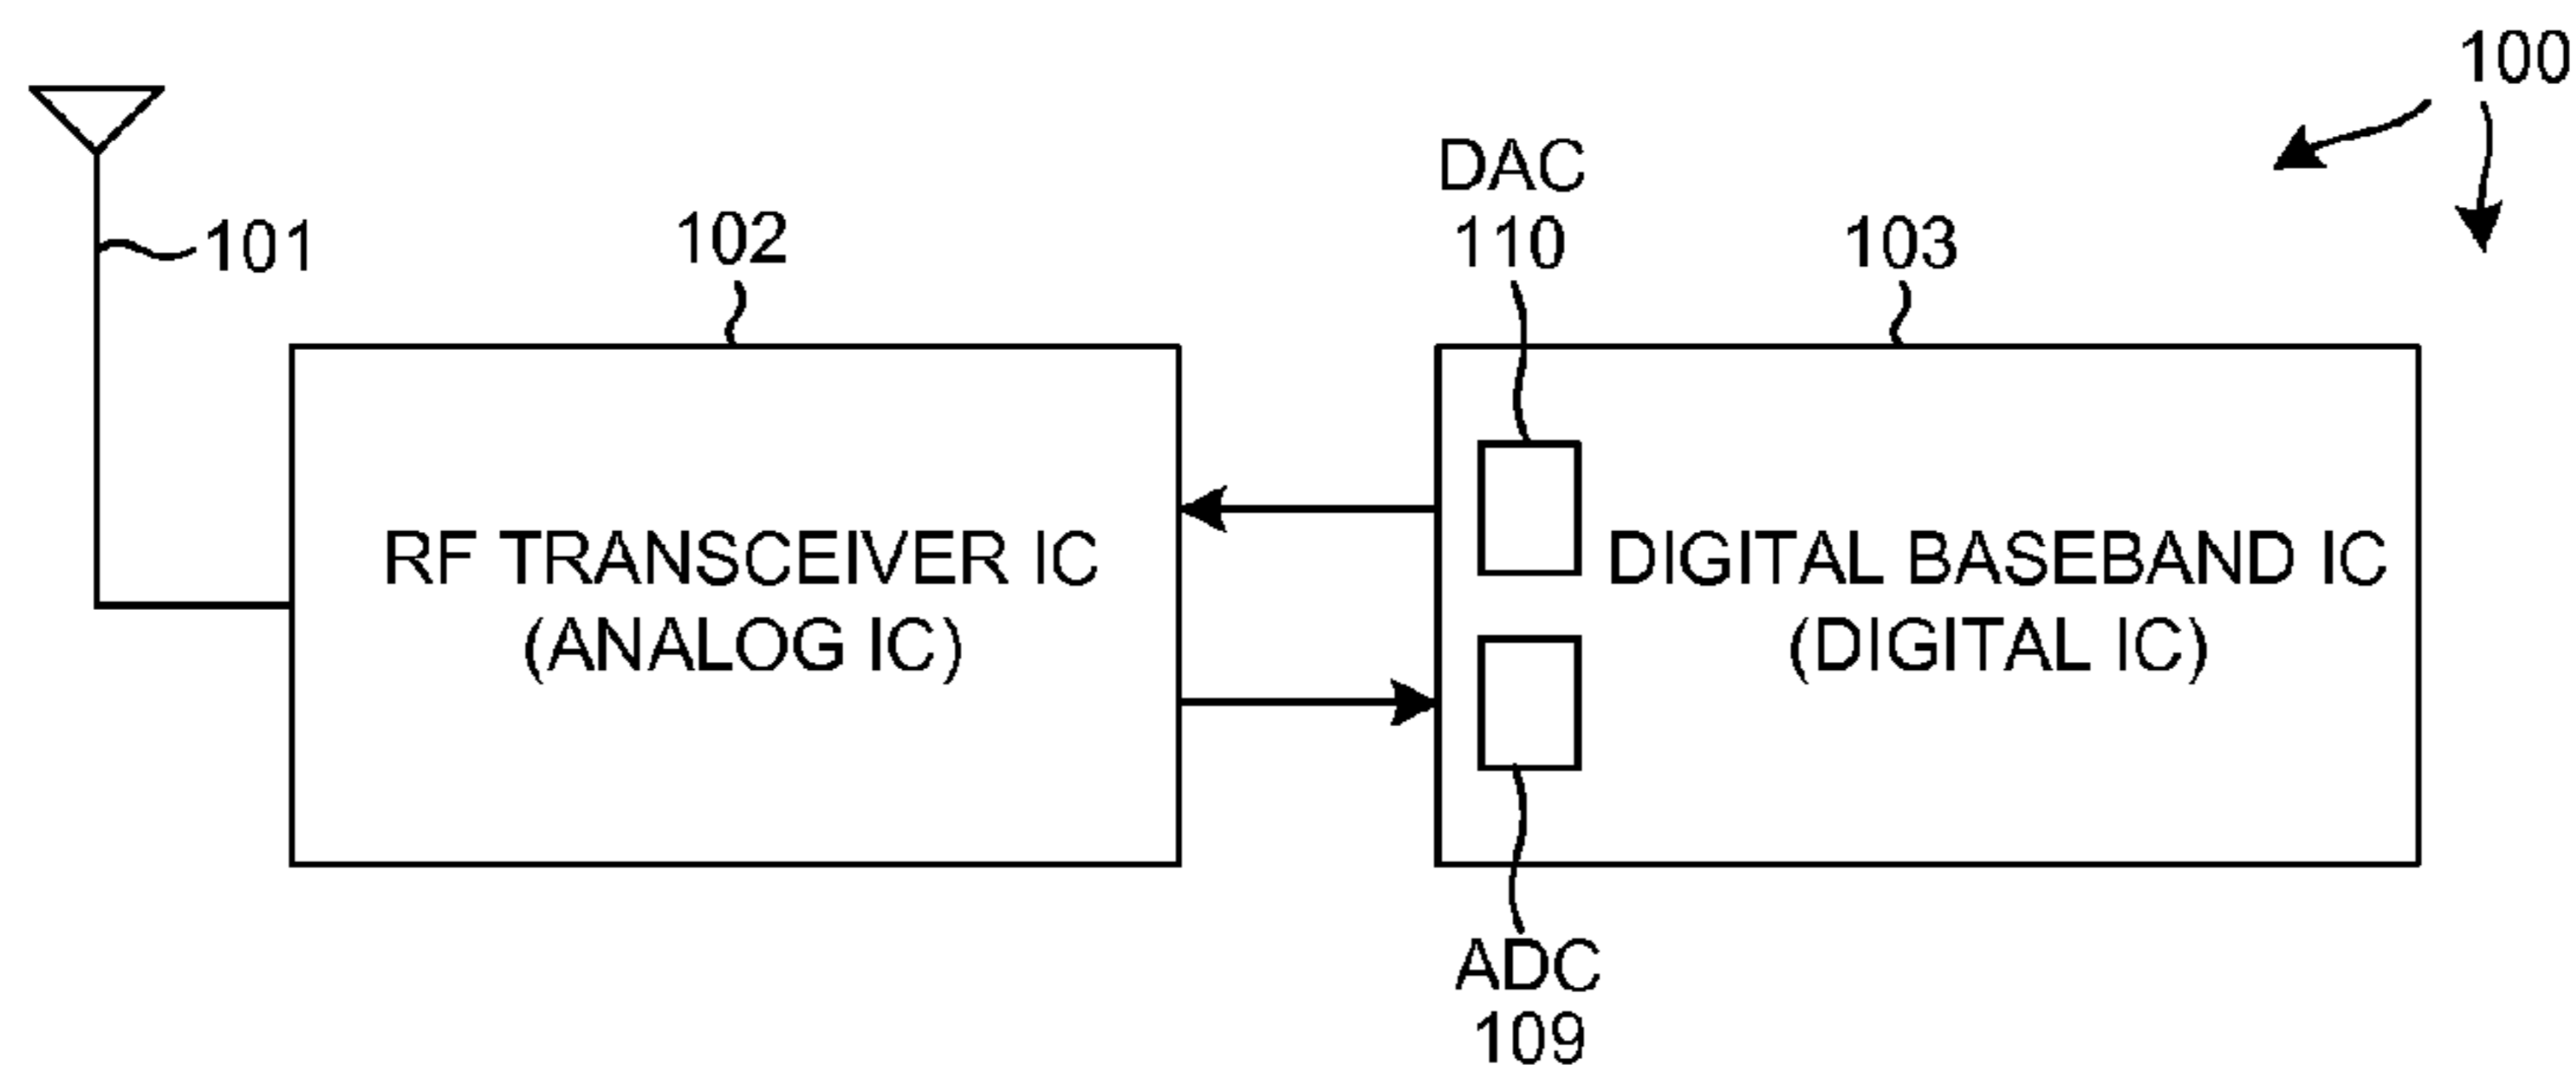 100
DAC
110
101
102
103
RF TRANSCEIVER IC
(ANALOG IC)
DIGITAL BASEBAND IC
(DIGITAL IC)
ADC
109